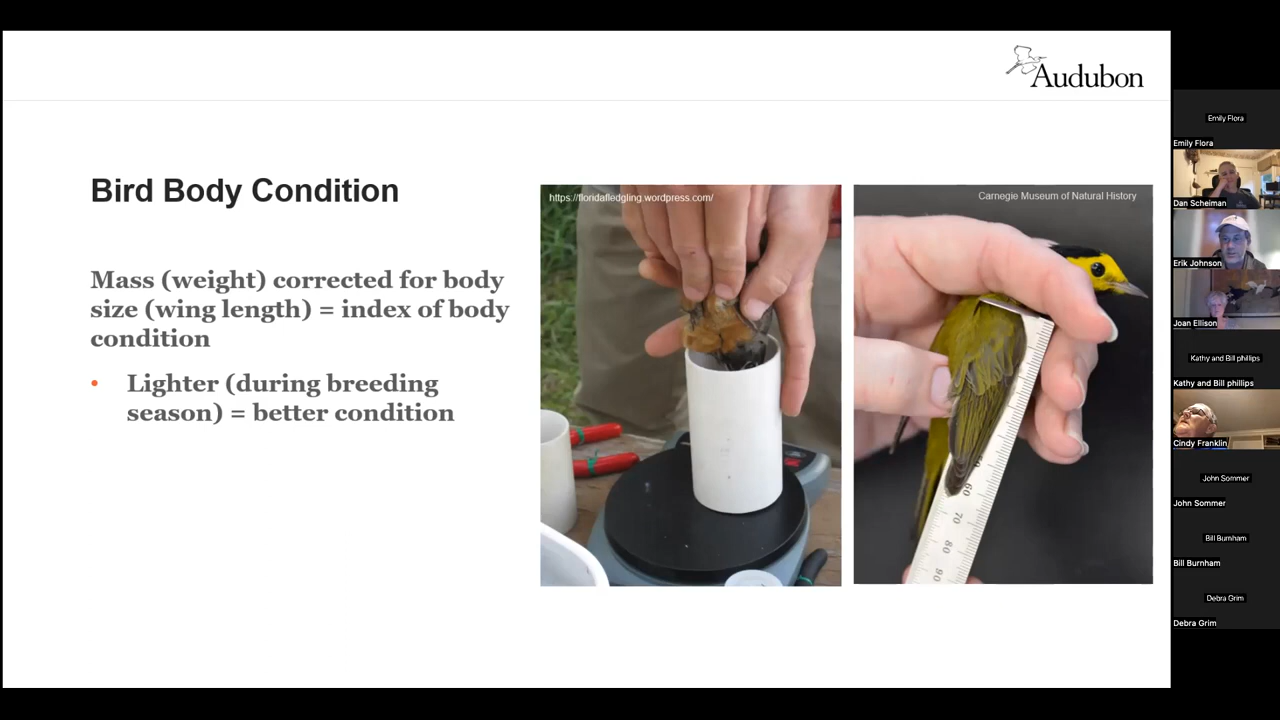 Audubon
Bird Body Condition
Mass (weight) corrected for body
size (wing length) = index of body
condition
• Lighter (during breeding
season) = better condition
https://floridafledgling.wordpress.com/
Carnegie Museum of Natural History
60
70
80
90
Emily Flora
Emily Flora
Dan Scheiman
Erik Johnson
Joan Ellison
Kathy and Bill phillips
Kathy and Bill phillips
Cindy Franklin
John Sommer
John Sommer
Bill Burnham
Bill Burnham
Debra Grim
Debra Grim